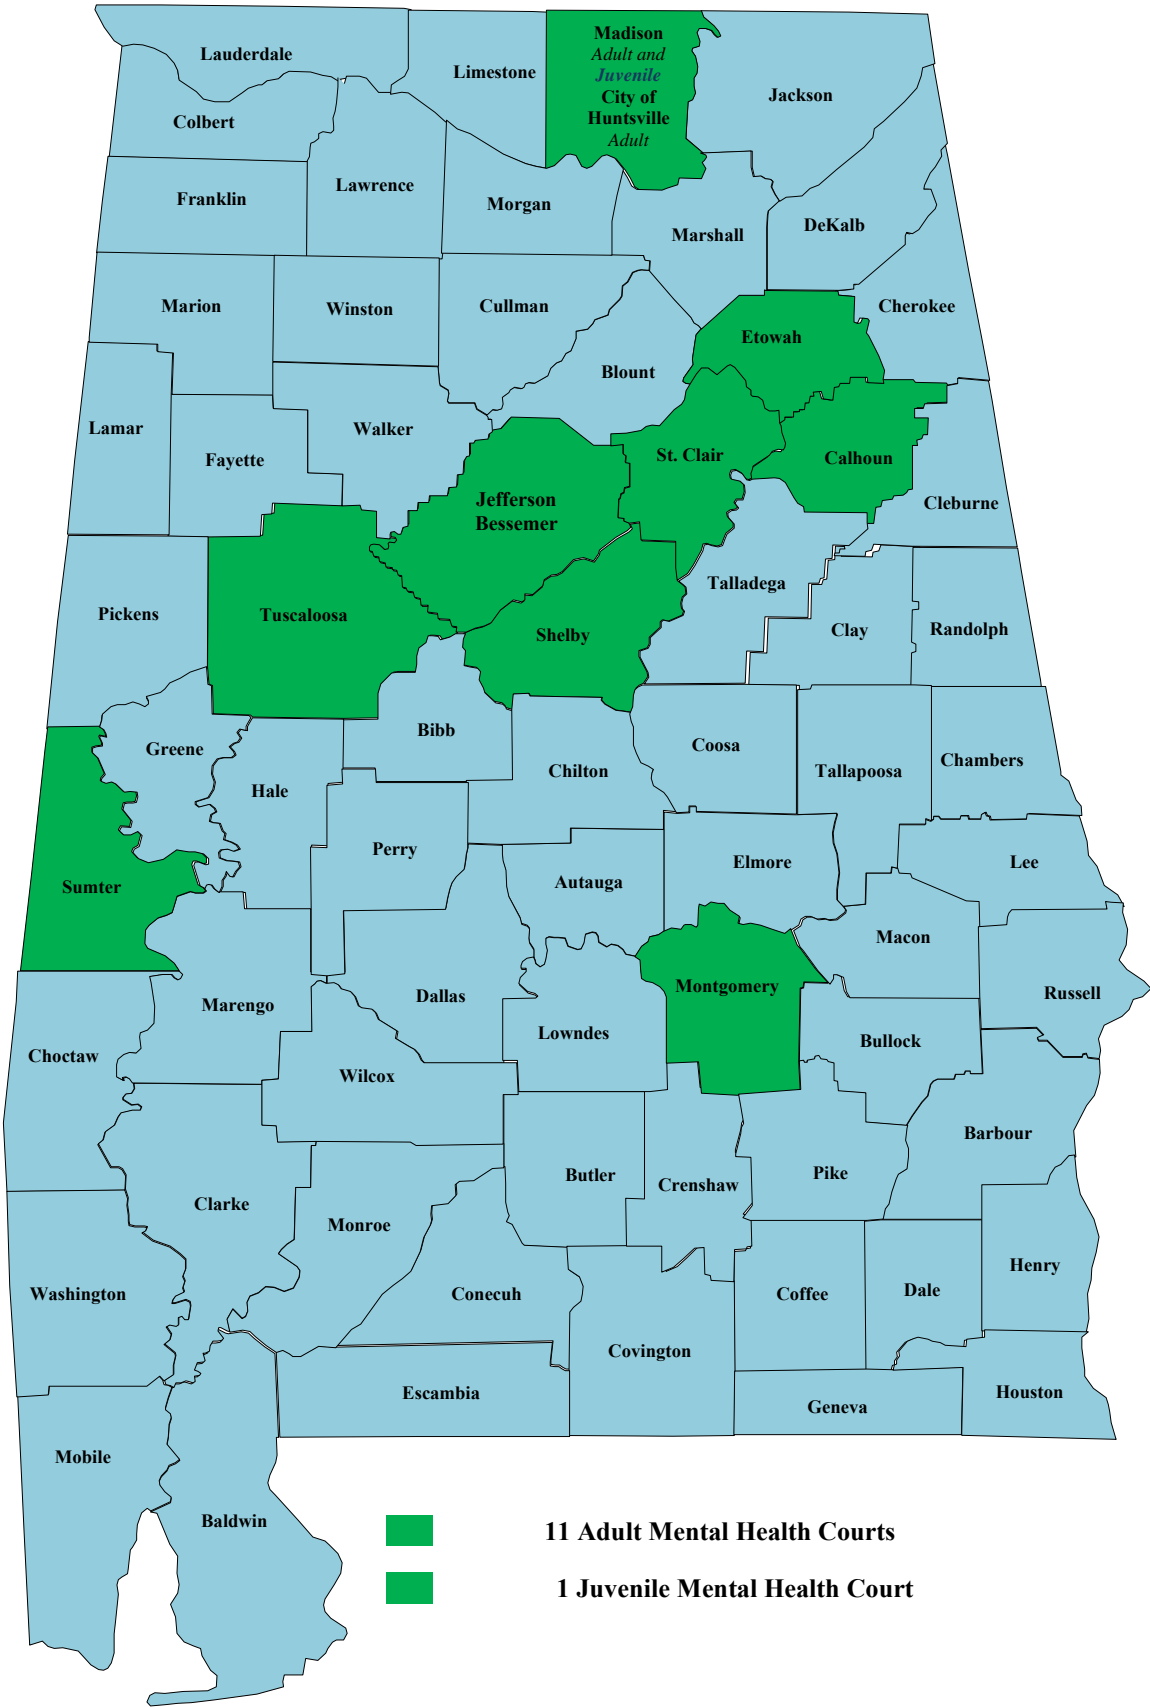 Madison
Adult and
Juvenile
City of
Huntsville
Adult
Lauderdale
Limestone
Jackson
Colbert
Lawrence
Franklin
Morgan
Marshall
DeKalb
Marion
Winston
Cullman
Cherokee
Etowah
Blount
Lamar
Walker
Fayette
St. Clair
Calhoun
Jefferson
Bessemer
Cleburne
Talladega
Pickens
Tuscaloosa
Shelby
Clay
Randolph
Bibb
Greene
Coosa
Chambers
Chilton
Tallapoosa
Hale
Perry
Elmore
Lee
Autauga
Sumter
Macon
Montgomery
Russell
Dallas
Marengo
Lowndes
Bullock
Choctaw
Wilcox
Barbour
Butler
Pike
Crenshaw
Clarke
Monroe
Henry
Washington
Conecuh
Coffee
Dale
Covington
Escambia
Houston
Geneva
Mobile
Baldwin
11 Adult Mental Health Courts
1 Juvenile Mental Health Court